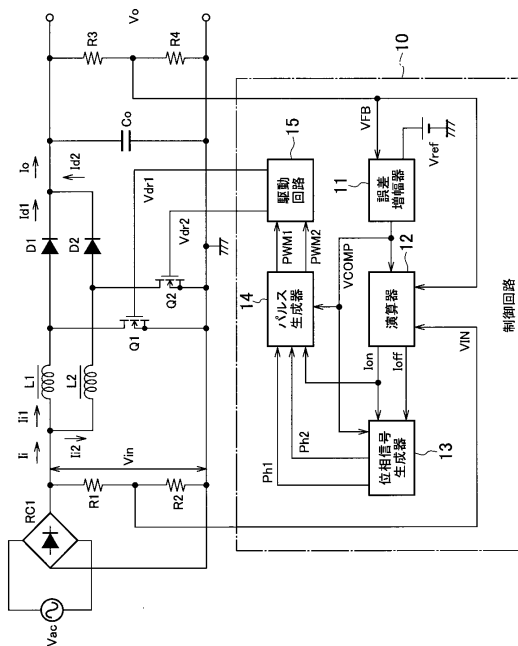 Vac
RC1
Ii
Ii1
Ii2
Vin
R1
R2
L1
L2
Q1
Q2
D1
D2
Id1
Id2
Io
Co
R3
R4
Vo
Vdr1
Vdr2
10
15
駆動
回路
PWM1
PWM2
14
パルス
生成器
VCOMP
VFB
Vref
11
誤差
増幅器
12
演算器
VIN
Ion
Ioff
Ph1
Ph2
位相信号
生成器
13
制御回路